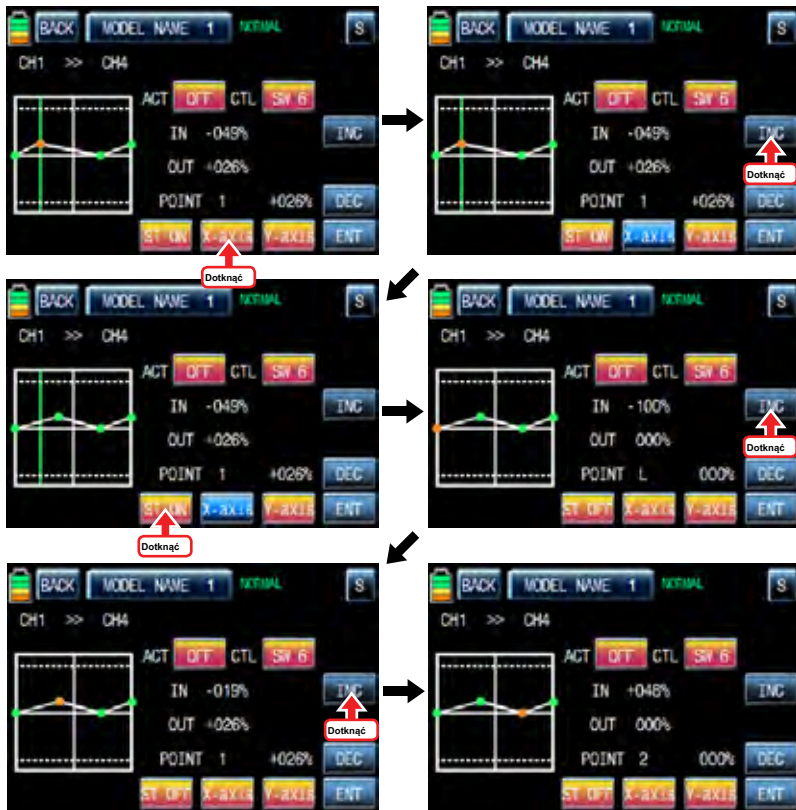 BACK MODEL NAME 1 NORMAL S
CH1 >> CH4
ACT OFF CTL SW 6
IN -049% INC
OUT +026%
POINT 1 +026% DEC
ST ON X-axis Y-axis ENT
Dotknąć
BACK MODEL NAME 1 NORMAL S
CH1 >> CH4
ACT OFF CTL SW 6
IN -049% INC
Dotknąć
OUT +026%
POINT 1 +026% DEC
ST ON X-axis Y-axis ENT
BACK MODEL NAME 1 NORMAL S
CH1 >> CH4
ACT OFF CTL SW 6
IN -049% INC
OUT +026%
POINT 1 +026% DEC
ST ON X-axis Y-axis ENT
Dotknąć
BACK MODEL NAME 1 NORMAL S
CH1 >> CH4
ACT OFF CTL SW 6
IN -100% INC
Dotknąć
OUT 000%
POINT L 000% DEC
ST OFF X-axis Y-axis ENT
BACK MODEL NAME 1 NORMAL S
CH1 >> CH4
ACT OFF CTL SW 6
IN -019% INC
Dotknąć
OUT +026%
POINT 1 +026% DEC
ST OFF X-axis Y-axis ENT
BACK MODEL NAME 1 NORMAL S
CH1 >> CH4
ACT OFF CTL SW 6
IN +048% INC
OUT 000%
POINT 2 000% DEC
ST OFF X-axis Y-axis ENT